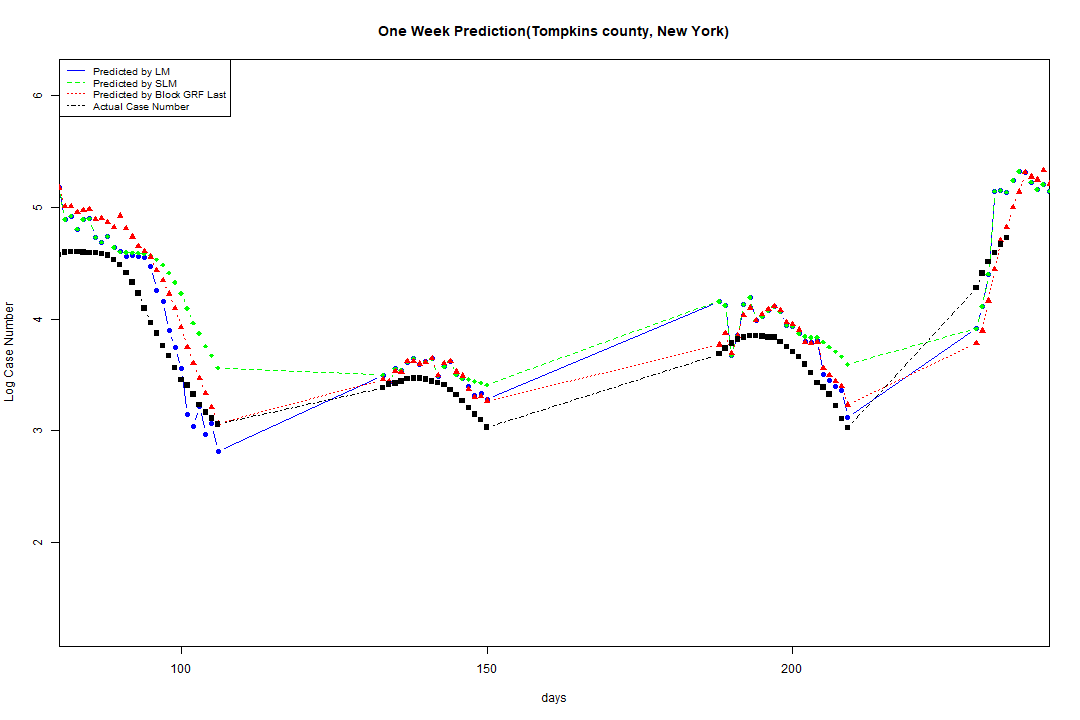 One Week Prediction(Tompkins county, New York)
Predicted by LM
Predicted by SLM
Predicted by Block GRF Last
Actual Case Number
6
5
4
3
2
Log Case Number
100
150
200
days